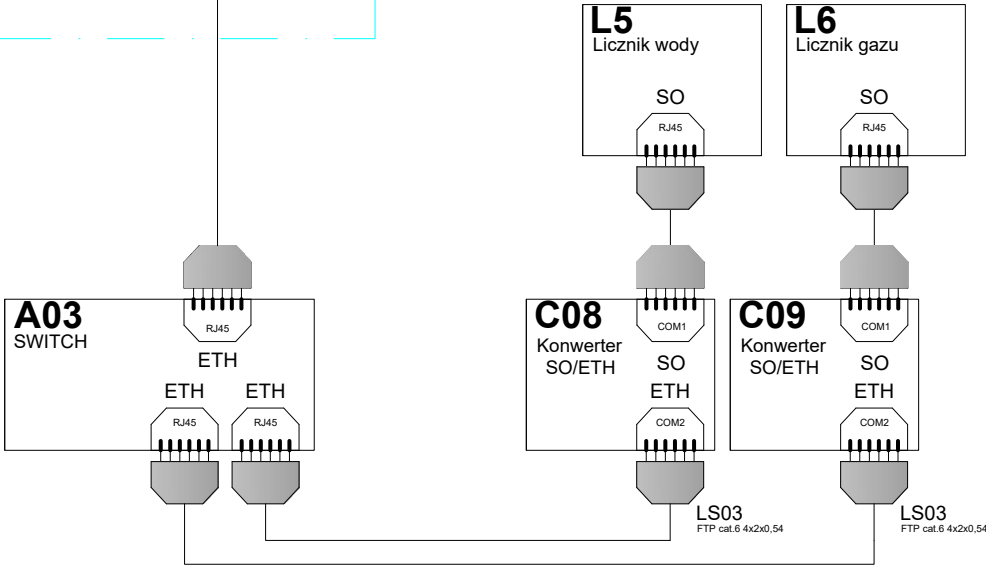 L5
Licznik wody
SO
RJ45
L6
Licznik gazu
SO
RJ45
A03
SWITCH
RJ45
ETH
ETH
ETH
RJ45
RJ45
C08
Konwerter
SO/ETH
COM1
SO
ETH
COM2
LS03
FTP cat.6 4x2x0,54
C09
Konwerter
SO/ETH
COM1
SO
ETH
COM2
LS03
FTP cat.6 4x2x0,54